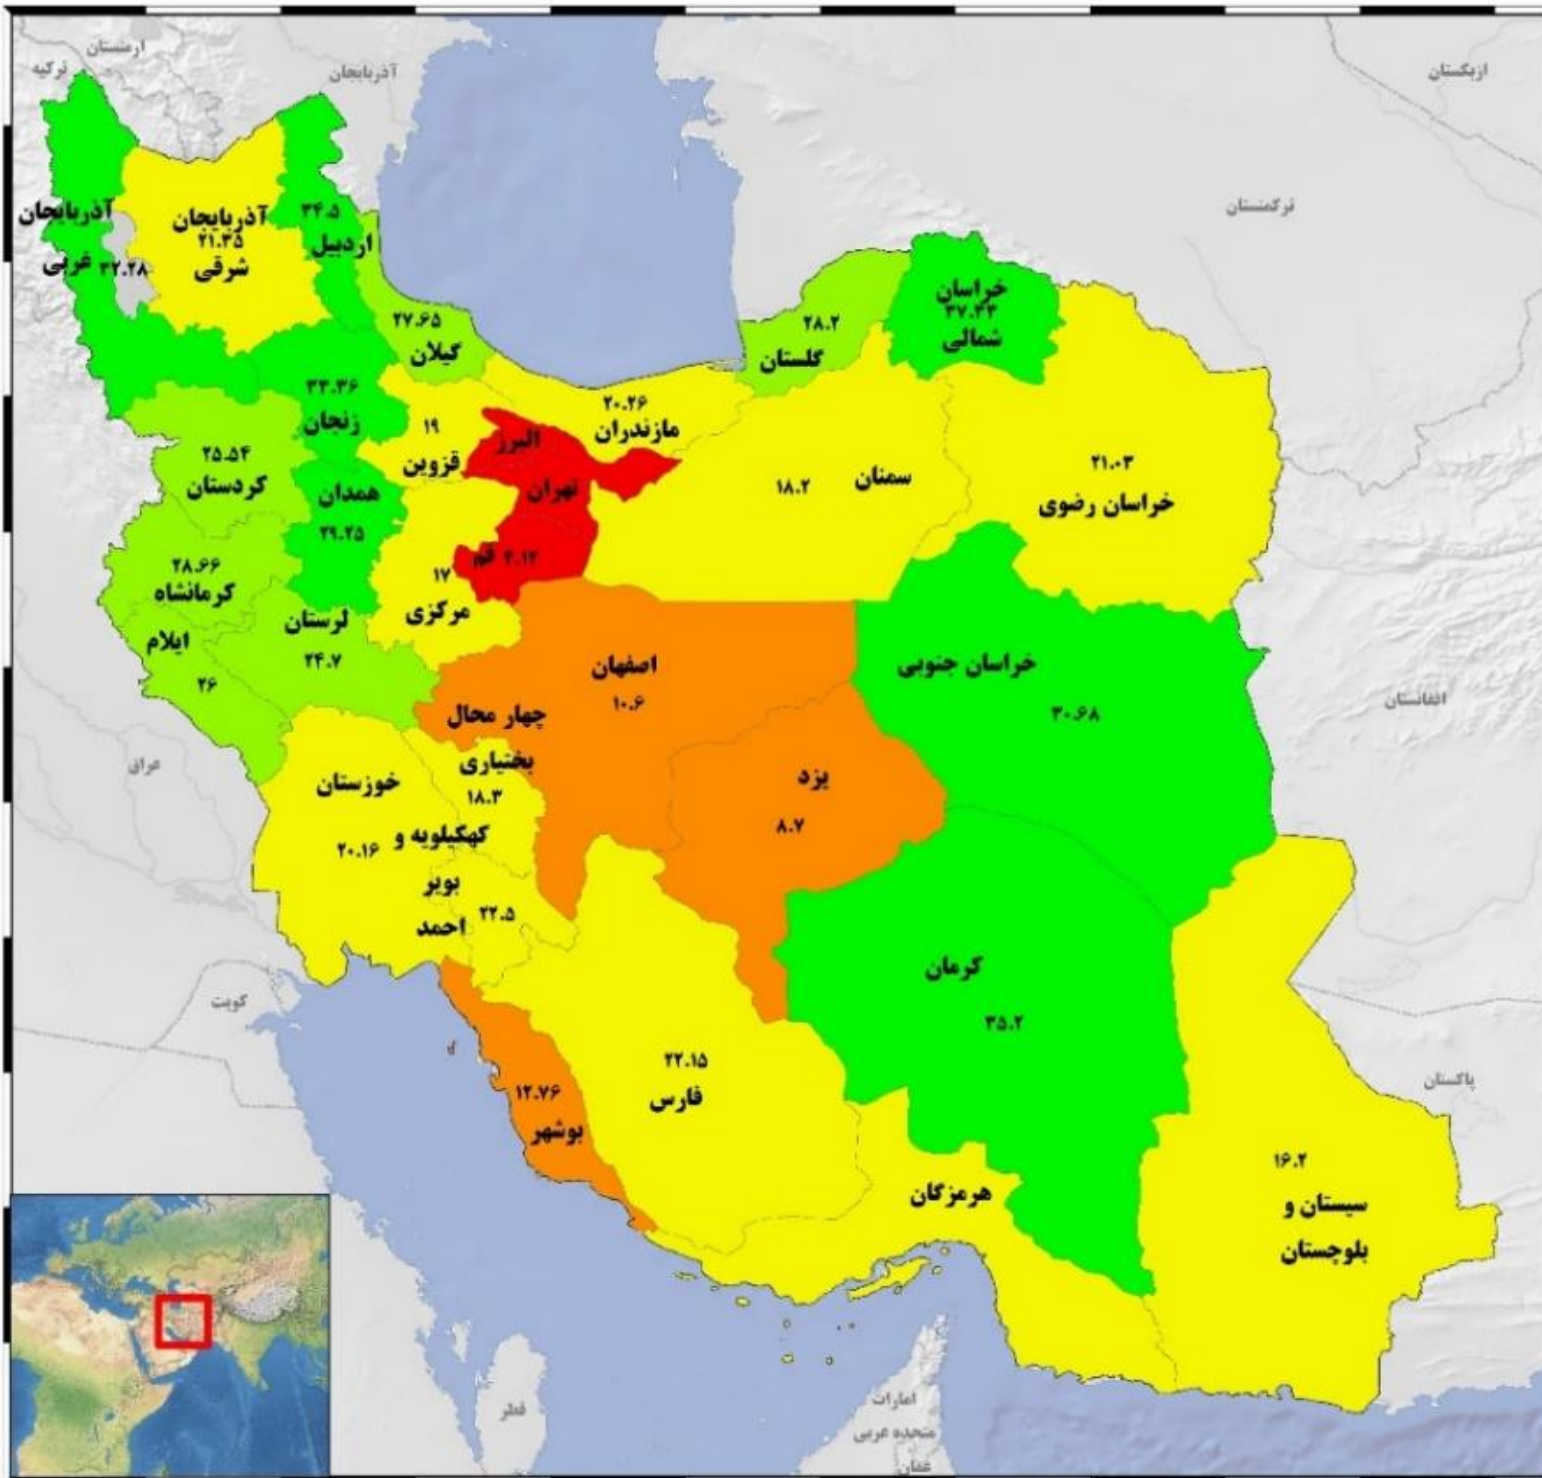 ارمنستان
ترکیه
آذربایجان
ازبکستان
ترکمنستان
آذربایجان
غربی
۳۲.۲۸
آذربایجان
۲۱.۳۵
شرقی
۳۴.۵
اردبیل
۲۷.۶۵
گیلان
۲۸.۲
گلستان
خراسان
۳۷.۴۳
شمالی
۳۳.۳۶
زنجان
۱۹
قزوین
۲۰.۲۶
مازندران
البرز
تهران
۱۸.۲
سمنان
۲۱.۰۳
خراسان رضوی
۲۵.۵۴
کردستان
همدان
۲۹.۲۵
۲۸.۶۶
کرمانشاه
۱۷
مرکزی
قم
۴.۱۲
ایلام
۲۶
لرستان
۲۴.۷
اصفهان
۱۰.۶
خراسان جنوبی
۳۰.۶۸
افغانستان
عراق
چهار محال
بختیاری
۱۸.۳
خوزستان
۲۰.۱۶
یزد
۸.۷
کهگیلویه و
بویر
احمد
۲۲.۵
کرمان
۳۵.۲
کویت
۲۲.۱۵
فارس
۱۲.۷۶
بوشهر
پاکستان
هرمزگان
۱۶.۲
سیستان و
بلوچستان
قطر
امارات
متحده عربی
عمان